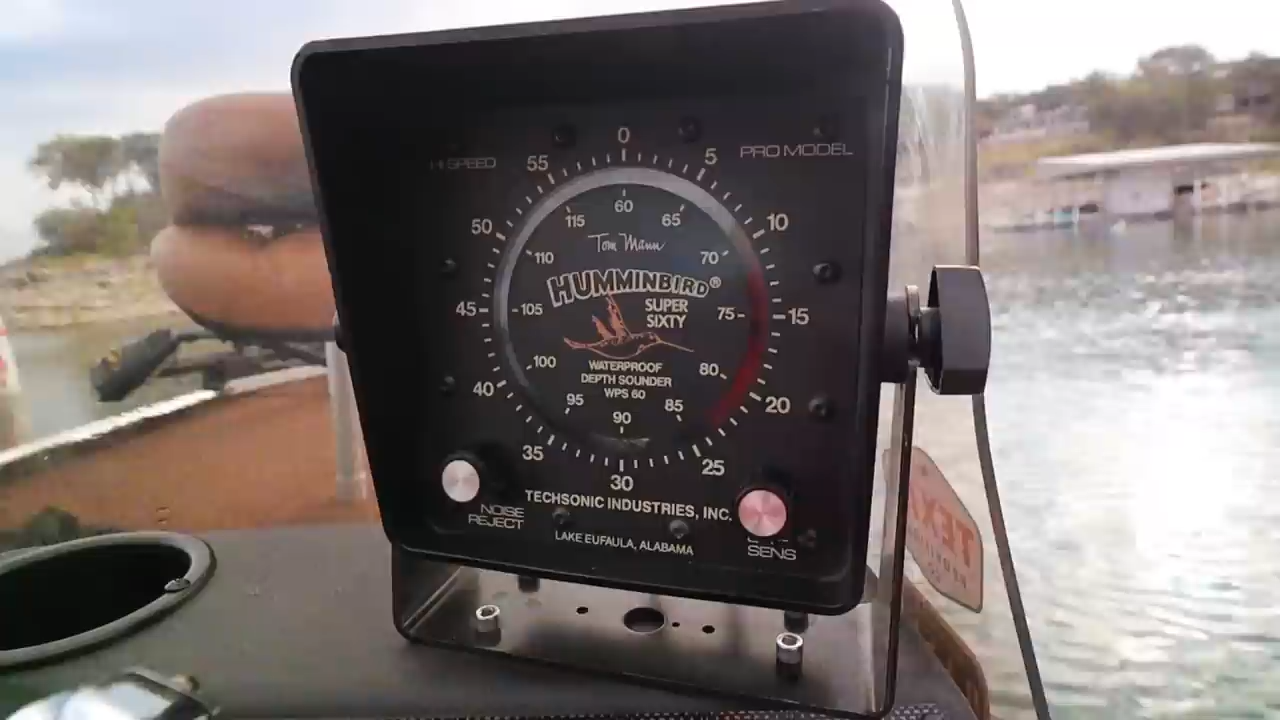 HI SPEED
PRO MODEL
0
5
10
15
20
25
30
35
40
45
50
55
60
65
70
75
80
85
90
95
100
105
110
115
Tom Mann
HUMMINBIRD®
SUPER
SIXTY
WATERPROOF
DEPTH SOUNDER
WPS 60
TECHSONIC INDUSTRIES, INC.
LAKE EUFAULA, ALABAMA
NOISE
REJECT
SENS